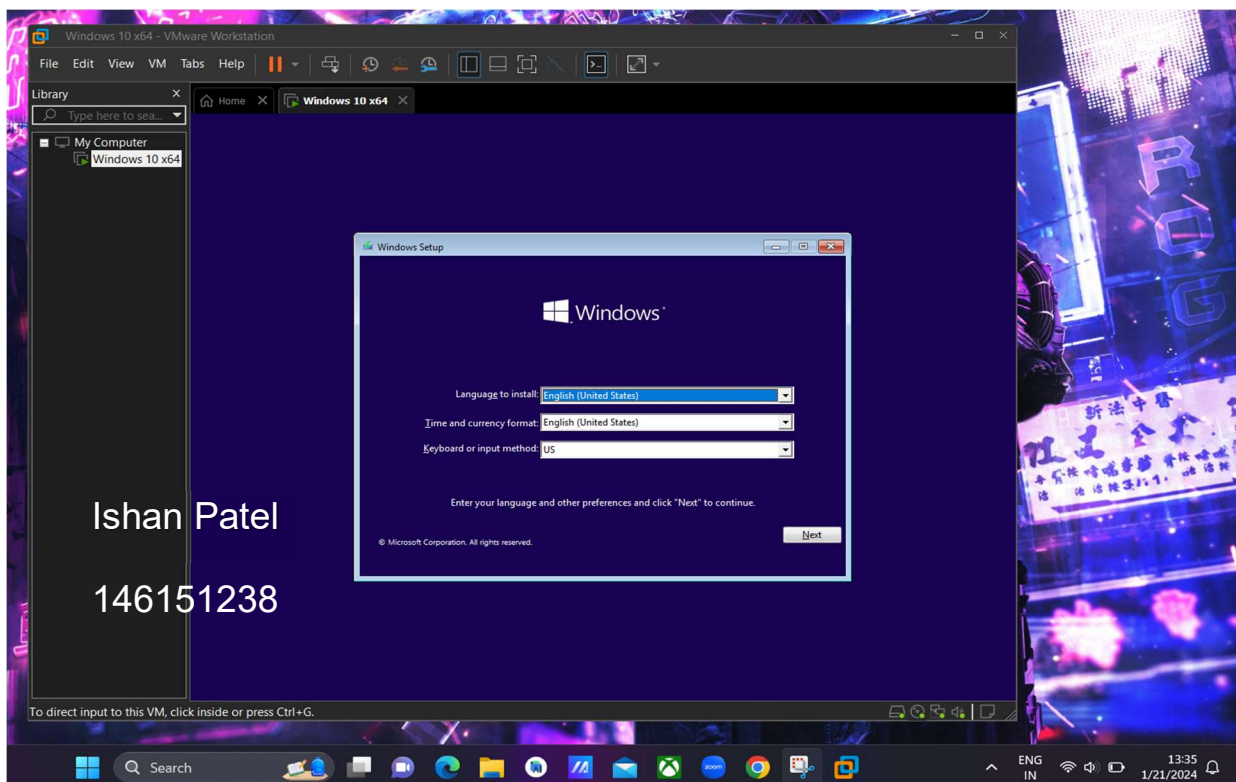 Windows 10 x64 - VMware Workstation
File Edit View VM Tabs Help
Library
Home
Windows 10 x64
Type here to sea...
My Computer
Windows 10 x64
Windows Setup
Windows
Language to install: English (United States)
Time and currency format: English (United States)
Keyboard or input method: US
Enter your language and other preferences and click "Next" to continue.
Next
© Microsoft Corporation. All rights reserved.
Ishan Patel
146151238
To direct input to this VM, click inside or press Ctrl+G.
ROG
Search
zoom
ENG
IN
13:35
1/21/2024